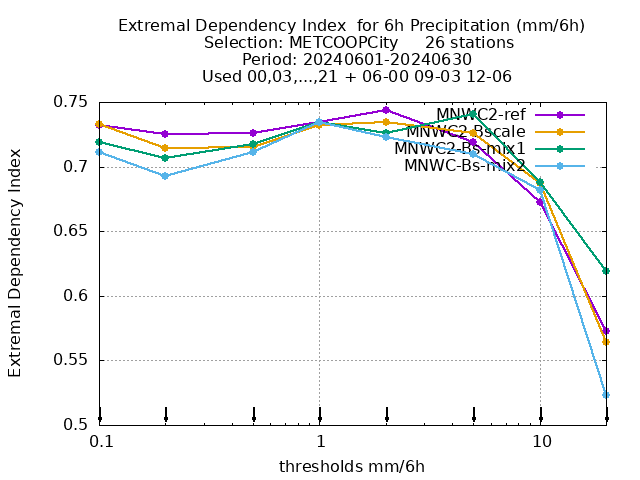 Extremal Dependency Index  for 6h Precipitation (mm/6h)
Selection: METCOOPCity     26 stations
Period: 20240601-20240630
Used 00,03,...,21 + 06-00 09-03 12-06
MNWC2-ref
MNWC2-Bscale
MNWC2-Bs-mix1
MNWC-Bs-mix2
Extremal Dependency Index
0.75
0.7
0.65
0.6
0.55
0.5
0.1
1
2
10
thresholds mm/6h